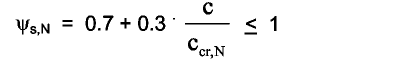 ψs,N = 0.7 + 0.3 · c / ccr,N ≤ 1